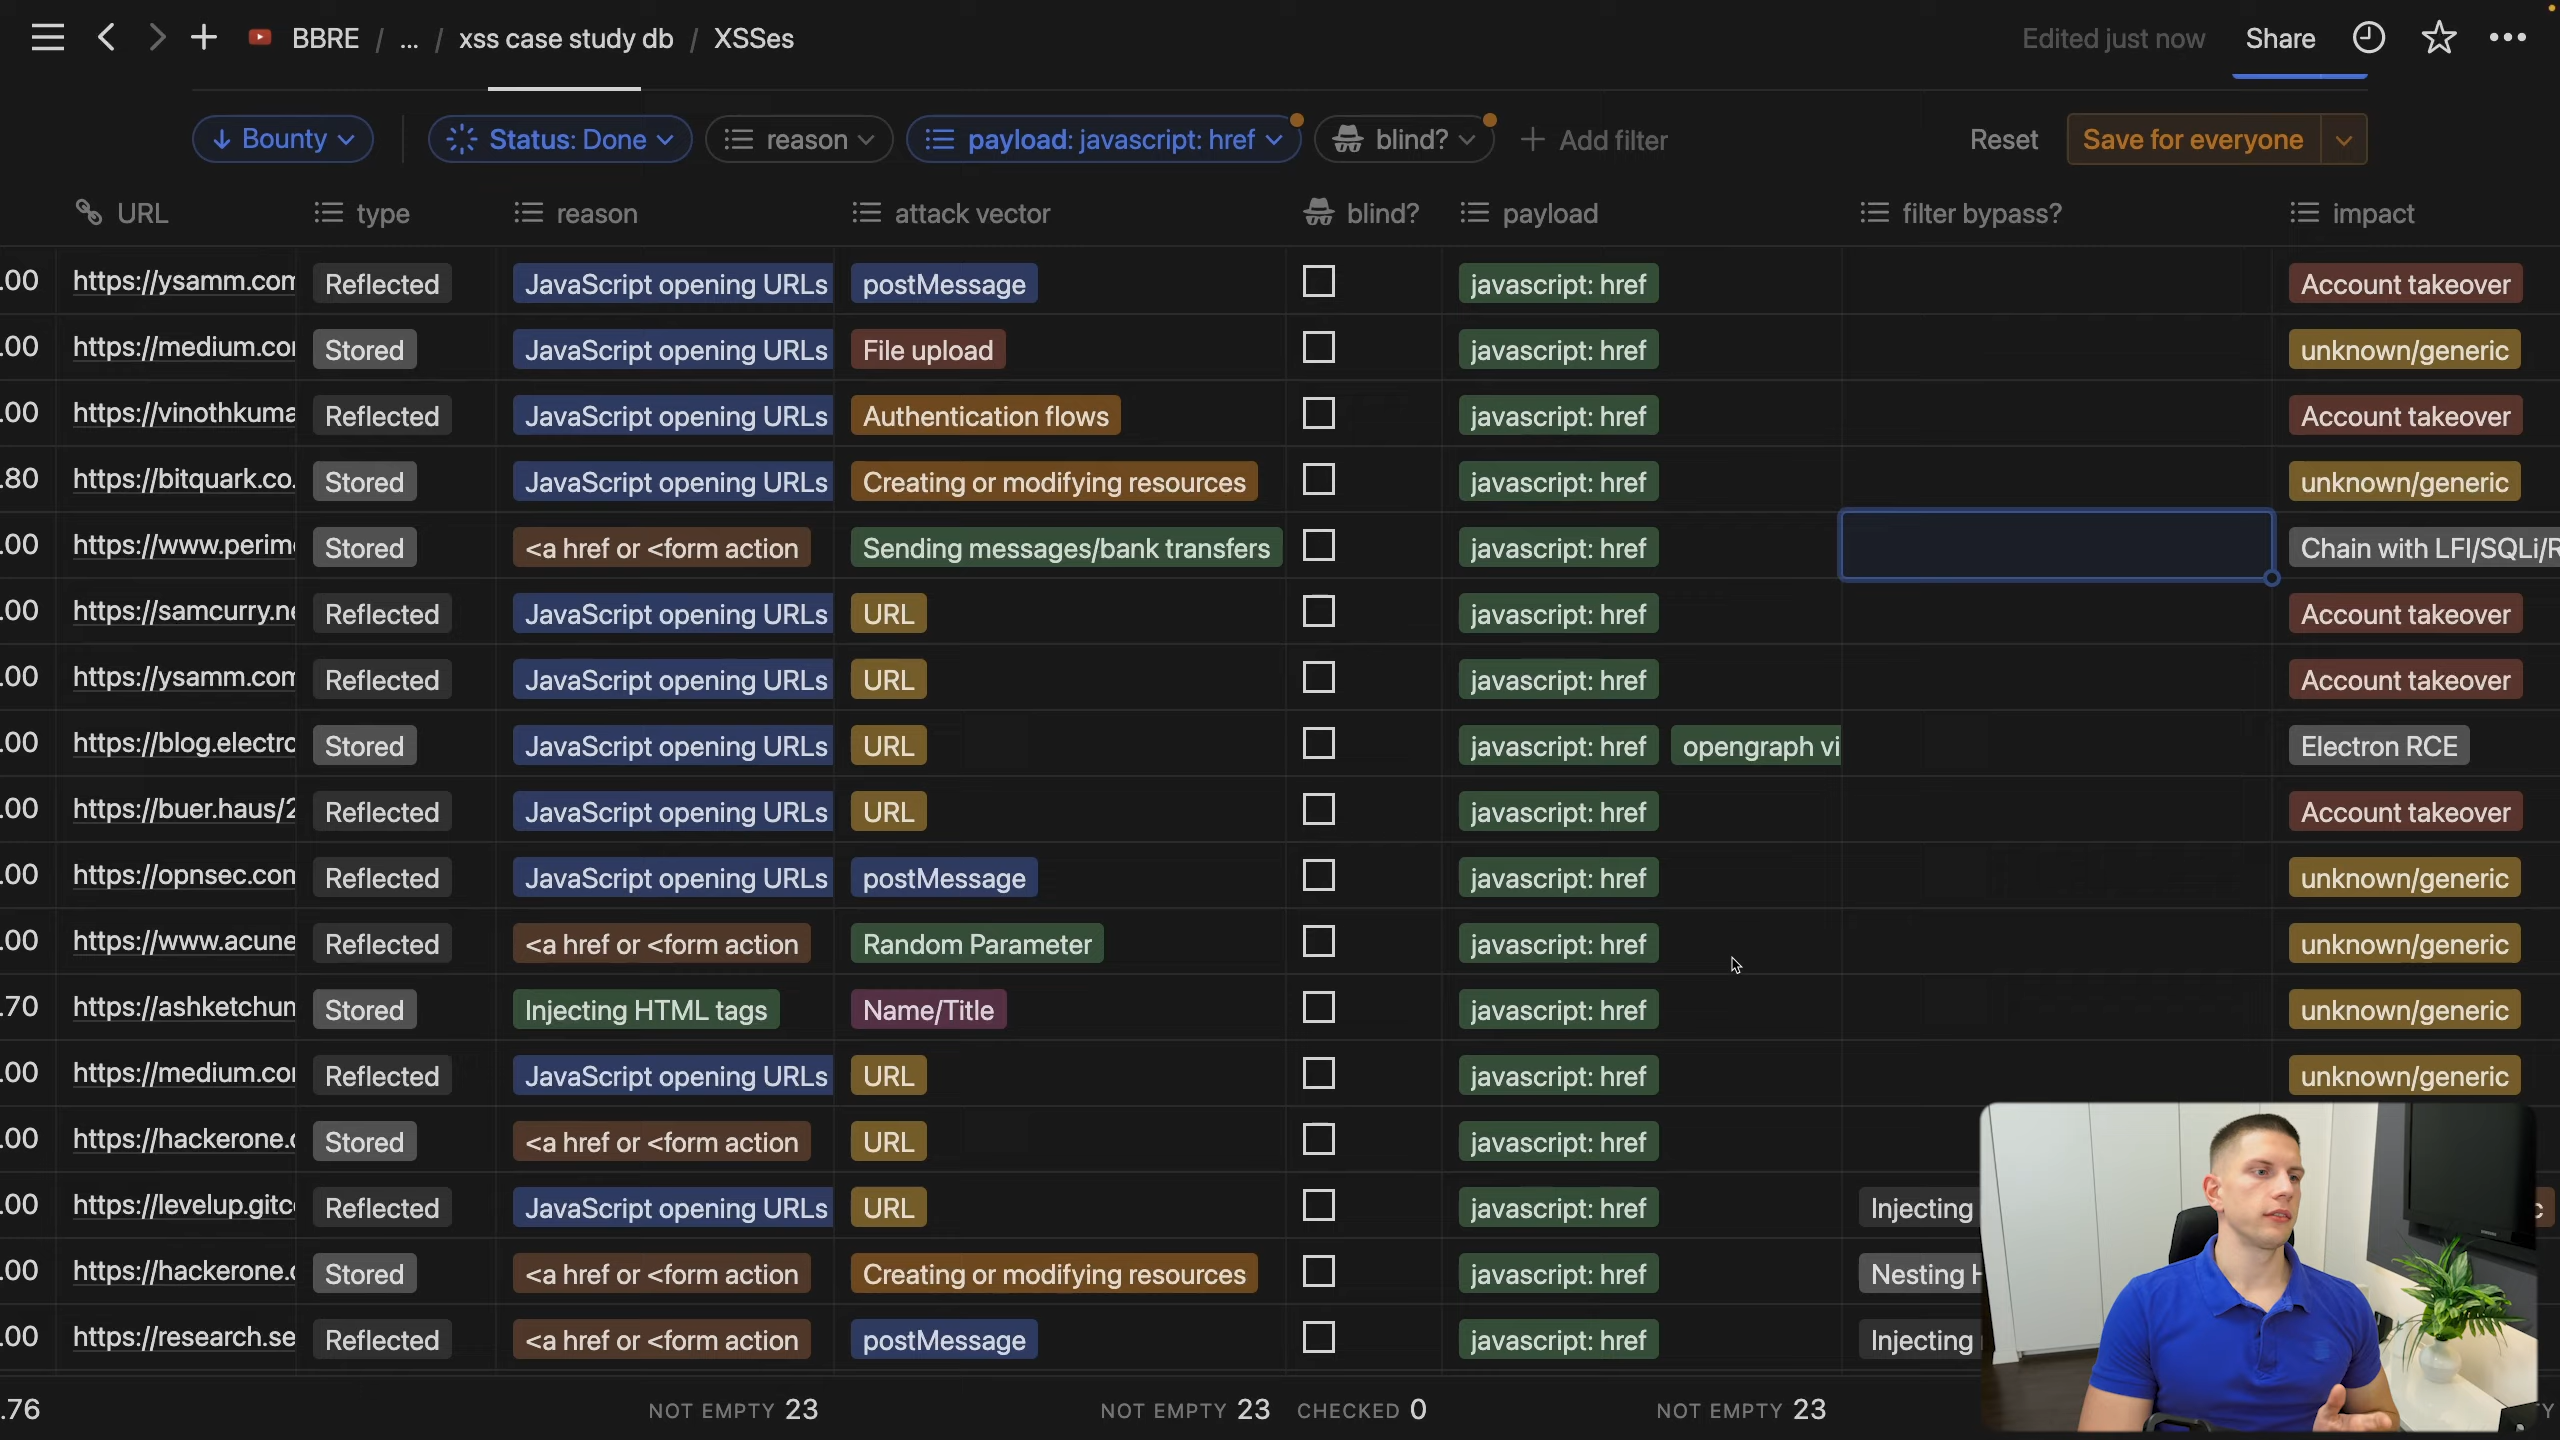 BBRE / ... / xss case study db / XSSes Edited just now Share
Bounty Status: Done reason payload: javascript: href blind? Add filter Reset Save for everyone
URL type reason attack vector blind? payload filter bypass? impact
.00 https://ysamm.com Reflected JavaScript opening URLs postMessage javascript: href Account takeover
.00 https://medium.co Stored JavaScript opening URLs File upload javascript: href unknown/generic
.00 https://vinothkuma Reflected JavaScript opening URLs Authentication flows javascript: href Account takeover
.80 https://bitquark.co. Stored JavaScript opening URLs Creating or modifying resources javascript: href unknown/generic
.00 https://www.perim Stored <a href or <form action Sending messages/bank transfers javascript: href Chain with LFI/SQLi/R
.00 https://samcurry.ne Reflected JavaScript opening URLs URL javascript: href Account takeover
.00 https://ysamm.com Reflected JavaScript opening URLs URL javascript: href Account takeover
.00 https://blog.electro Stored JavaScript opening URLs URL javascript: href opengraph vi Electron RCE
.00 https://buer.haus/2 Reflected JavaScript opening URLs URL javascript: href Account takeover
.00 https://opnsec.com Reflected JavaScript opening URLs postMessage javascript: href unknown/generic
.00 https://www.acune Reflected <a href or <form action Random Parameter javascript: href unknown/generic
.70 https://ashketchum Stored Injecting HTML tags Name/Title javascript: href unknown/generic
.00 https://medium.co Reflected JavaScript opening URLs URL javascript: href unknown/generic
.00 https://hackerone.c Stored <a href or <form action URL javascript: href
.00 https://levelup.gitc Reflected JavaScript opening URLs URL javascript: href Injecting
.00 https://hackerone.c Stored <a href or <form action Creating or modifying resources javascript: href Nesting H
.00 https://research.se Reflected <a href or <form action postMessage javascript: href Injecting
.76 NOT EMPTY 23 NOT EMPTY 23 CHECKED 0 NOT EMPTY 23